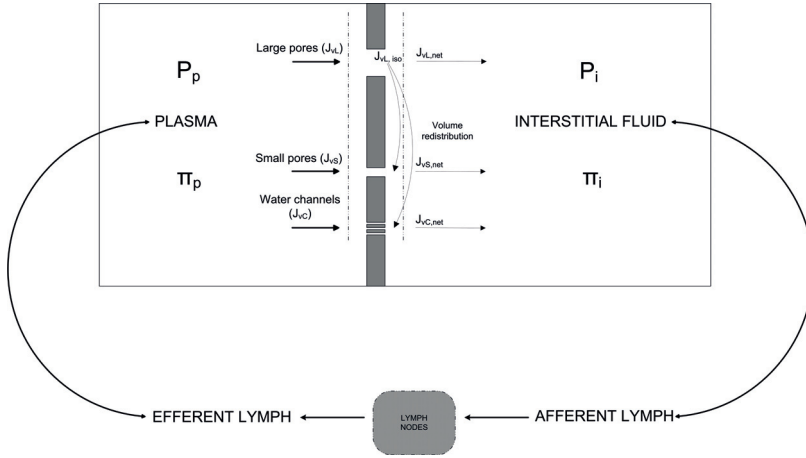 Large pores (JvL)
JvL, iso
JvL,net
Pp
Pi
PLASMA
INTERSTITIAL FLUID
Volume
redistribution
Small pores (JvS)
JvS,net
πp
πi
Water channels
(JvC)
JvC,net
EFFERENT LYMPH
LYMPH
NODES
AFFERENT LYMPH